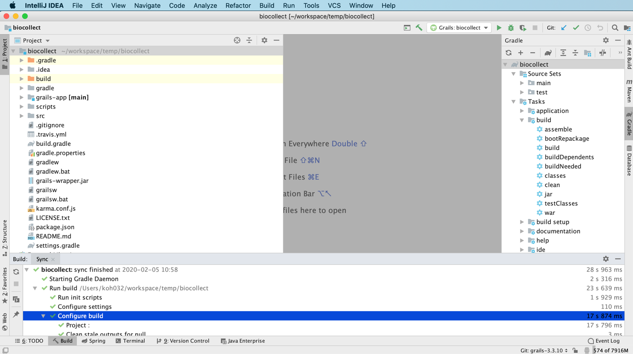 IntelliJ IDEA File Edit View Navigate Code Analyze Refactor Build Run Tools VCS Window Help
biocollect [~/workspace/temp/biocollect]
biocollect
Grails: biocollect
Git:
Project
Gradle
biocollect ~/workspace/temp/biocollect
.gradle
.idea
build
gradle
grails-app [main]
scripts
src
.gitignore
.travis.yml
build.gradle
gradle.properties
gradlew
gradlew.bat
grails-wrapper.jar
grailsw
grailsw.bat
karma.conf.js
LICENSE.txt
package.json
README.md
settings.gradle
h Everywhere Double ⇧
File ⇧⌘N
t Files ⌘E
ation Bar ⌥↖
files here to open
biocollect
Source Sets
main
test
Tasks
application
build
assemble
bootRepackage
build
buildDependents
buildNeeded
classes
clean
jar
testClasses
war
build setup
documentation
help
ide
1: Project
Z: Structure
2: Favorites
Web
Ant Build
Maven
Gradle
Database
Build: Sync ×
biocollect: sync finished at 2020-02-05 10:58 28 s 963 ms
Starting Gradle Daemon 2 s 316 ms
Run build /Users/koh032/workspace/temp/biocollect 23 s 639 ms
Run init scripts 1 s 929 ms
Configure settings 110 ms
Configure build 17 s 874 ms
Project : 17 s 796 ms
Clean stale outputs for null
6: TODO Build Spring Terminal 9: Version Control Java Enterprise Event Log
Git: grails-3.3.10 574 of 7916M